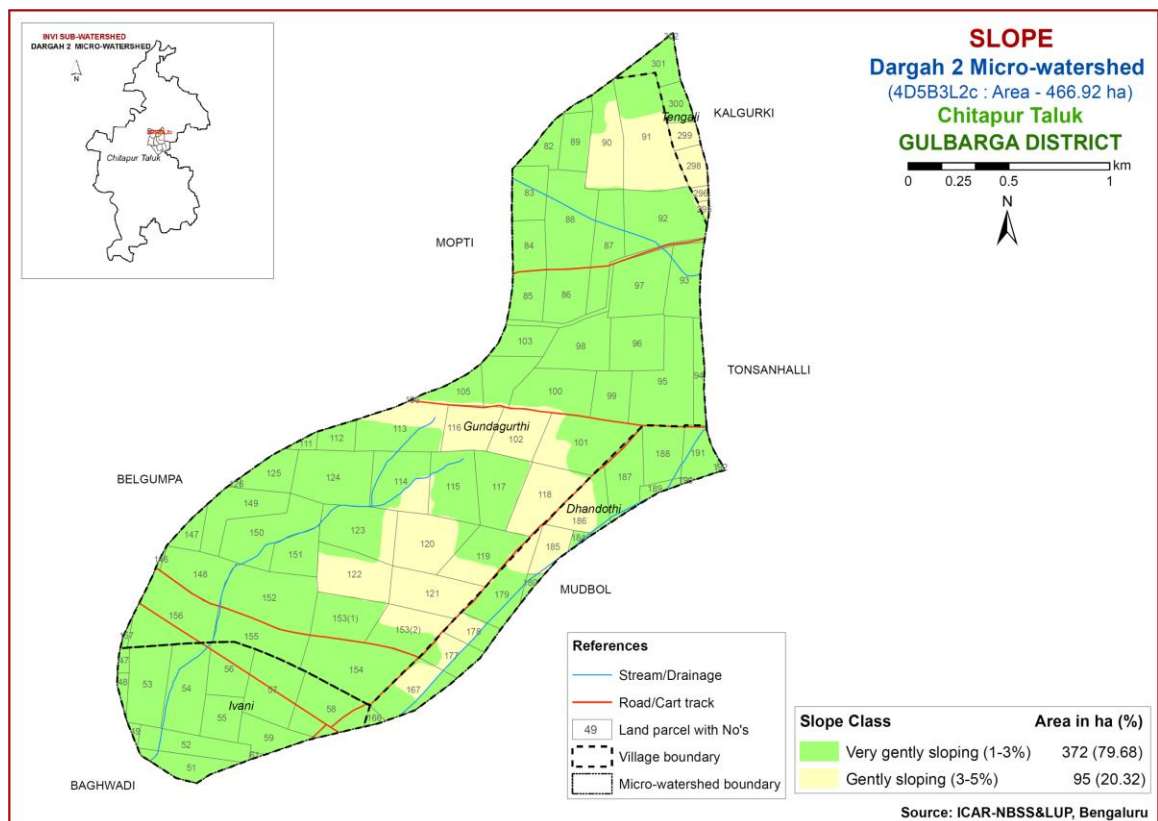 INVI SUB-WATERSHED
DARGAH 2 MICRO-WATERSHED
N
Chitapur Taluk
SLOPE
Dargah 2 Micro-watershed
(4D5B3L2c : Area - 466.92 ha)
Chitapur Taluk
GULBARGA DISTRICT
km
0 0.25 0.5 1
N
KALGURKI
MOPTI
TONSANHALLI
BELGUMPA
MUDBOL
BAGHWADI
Tengali
Gundagurthi
Dhandothi
Ivani
301
300
299
298
82 89 90 91
83 88 92
84 87
85 86 97 93
103 98 96
94
105 100 99 95
116 102 101
111 112 113
125 124 114 115 117 118
188 191
187
189
149
147 150 151 123 120 119 186
185
148 122 121 179
152 153(1) 153(2) 178
156 155 154 177
167
47
48 53 54 56 57 58
55
49 52 59
51
References
Stream/Drainage
Road/Cart track
49 Land parcel with No's
Village boundary
Micro-watershed boundary
Slope Class Area in ha (%)
Very gently sloping (1-3%) 372 (79.68)
Gently sloping (3-5%) 95 (20.32)
Source: ICAR-NBSS&LUP, Bengaluru